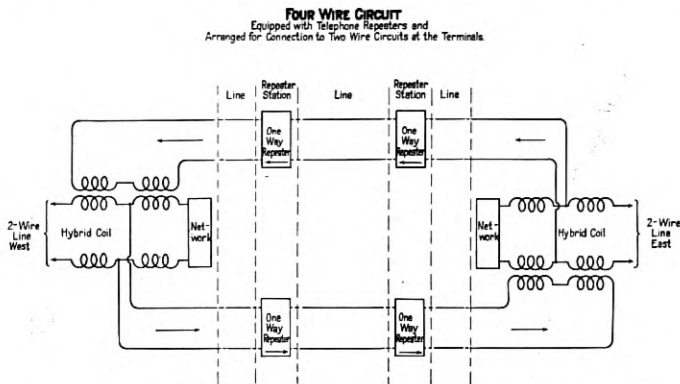 FOUR WIRE CIRCUIT
Equipped with Telephone Repeaters and
Arranged for Connection to Two Wire Circuits at the Terminals.
Line
Repeater
Station
Line
Repeater
Station
Line
One
Way
Repeater
One
Way
Repeater
2-Wire
Line
West
Hybrid Coil
Net-
work
Net-
work
Hybrid Coil
2-Wire
Line
East
One
Way
Repeater
One
Way
Repeater